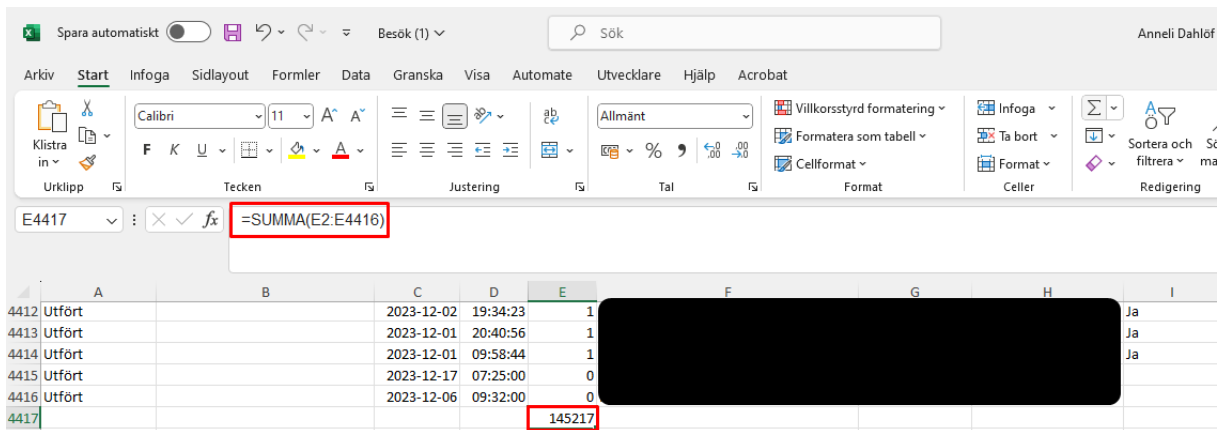 Spara automatiskt Besök (1) Sök Anneli Dahlöf
Arkiv Start Infoga Sidlayout Formler Data Granska Visa Automate Utvecklare Hjälp Acrobat
Calibri 11 A A ab Allmänt Villkorsstyrd formatering Infoga Σ A
Klistra in Formatera som tabell Ta bort Sortera och filtrera
F K U A % 9 Cellformat Format
Urklipp Tecken Justering Tal Format Celler Redigering
E4417 fx =SUMMA(E2:E4416)
A B C D E F G H I
4412 Utfört 2023-12-02 19:34:23 1 Ja
4413 Utfört 2023-12-01 20:40:56 1 Ja
4414 Utfört 2023-12-01 09:58:44 1 Ja
4415 Utfört 2023-12-17 07:25:00 0
4416 Utfört 2023-12-06 09:32:00 0
4417 145217